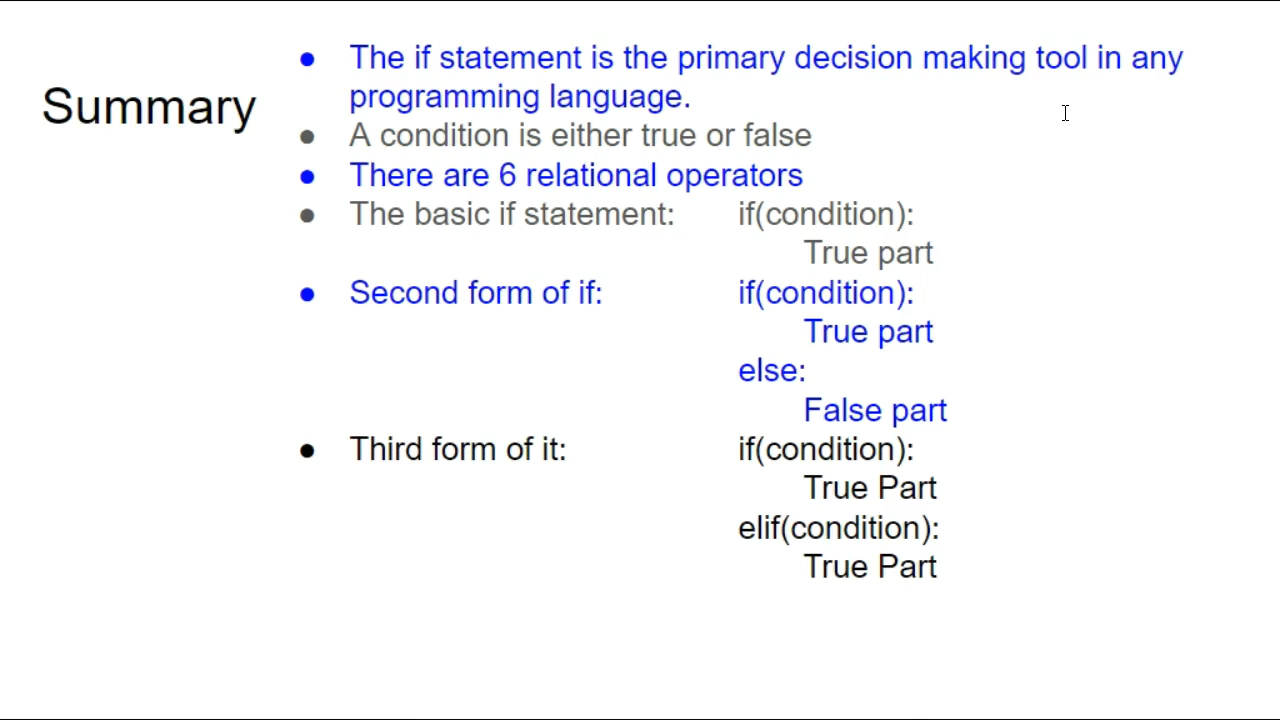 Summary
● The if statement is the primary decision making tool in any
programming language.
● A condition is either true or false
● There are 6 relational operators
● The basic if statement: if(condition):
True part
● Second form of if: if(condition):
True part
else:
False part
● Third form of it: if(condition):
True Part
elif(condition):
True Part